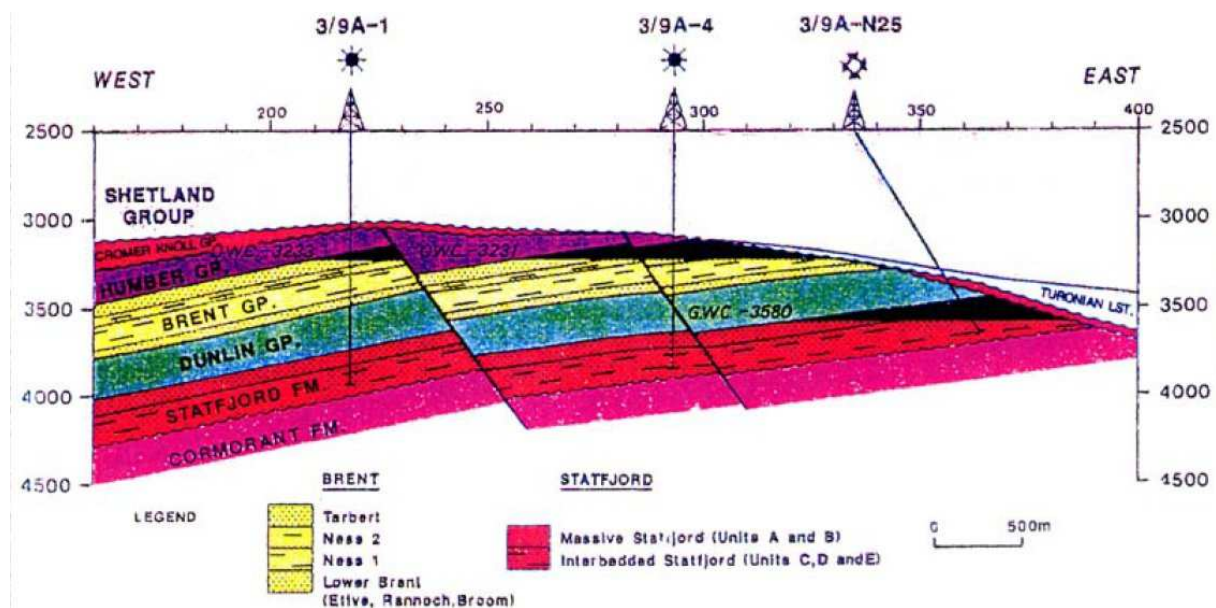 3/9A-1 3/9A-4 3/9A-N25
WEST EAST
200 250 300 350 400
2500 2500
SHETLAND
GROUP
3000 3000
CROMER KNOLL GP.
OWC -3233 OWC -3231
HUMBER GP.
BRENT GP.
TURONIAN LST.
3500 3500
GWC -3580
DUNLIN GP.
STATFJORD FM.
4000 4000
CORMORANT FM.
4500 4500
BRENT STATFJORD
LEGEND
Tarbert
Ness 2
Ness 1
Lower Brent
(Etive, Rannoch, Broom)
Massive Statfjord (Units A and B)
Interbedded Statfjord (Units C, D and E)
0 500m